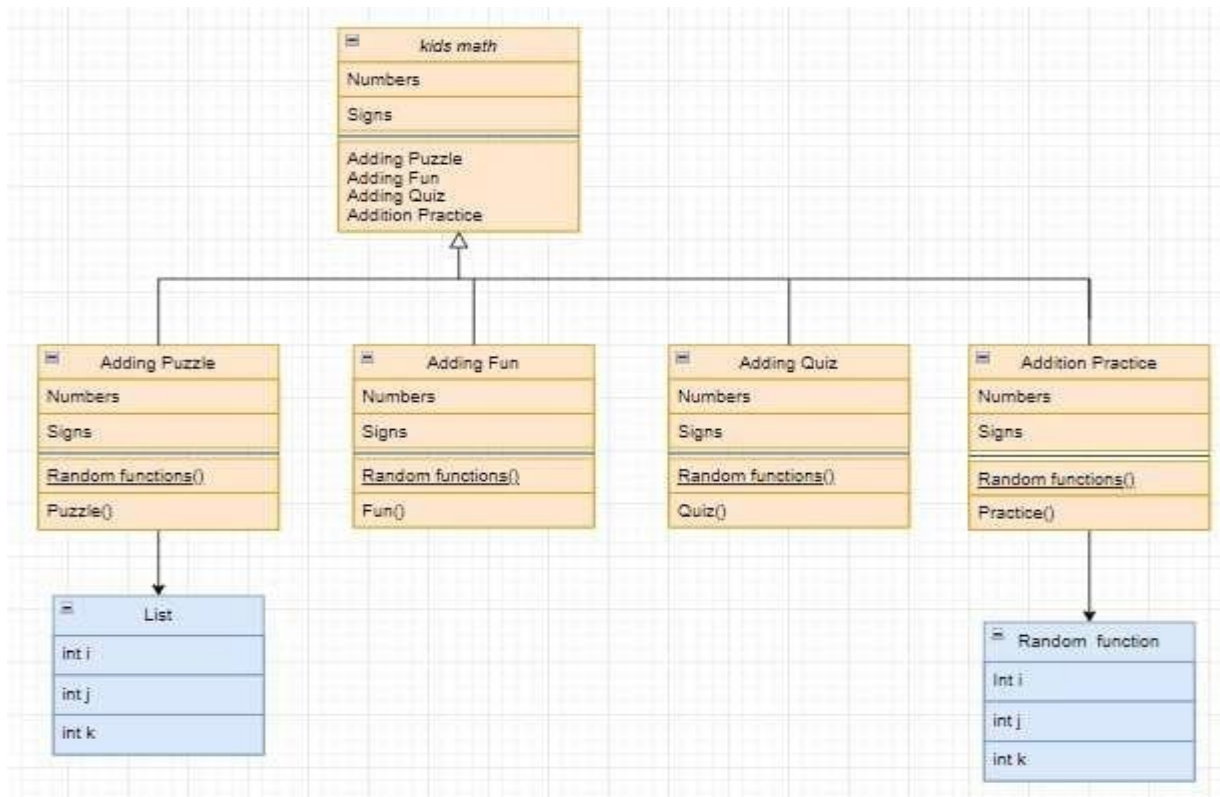 kids math
Numbers
Signs
Adding Puzzle
Adding Fun
Adding Quiz
Addition Practice
Adding Puzzle
Numbers
Signs
Random functions()
Puzzle()
Adding Fun
Numbers
Signs
Random functions()
Fun()
Adding Quiz
Numbers
Signs
Random functions()
Quiz()
Addition Practice
Numbers
Signs
Random functions()
Practice()
List
int i
int j
int k
Random function
Int i
int j
int k